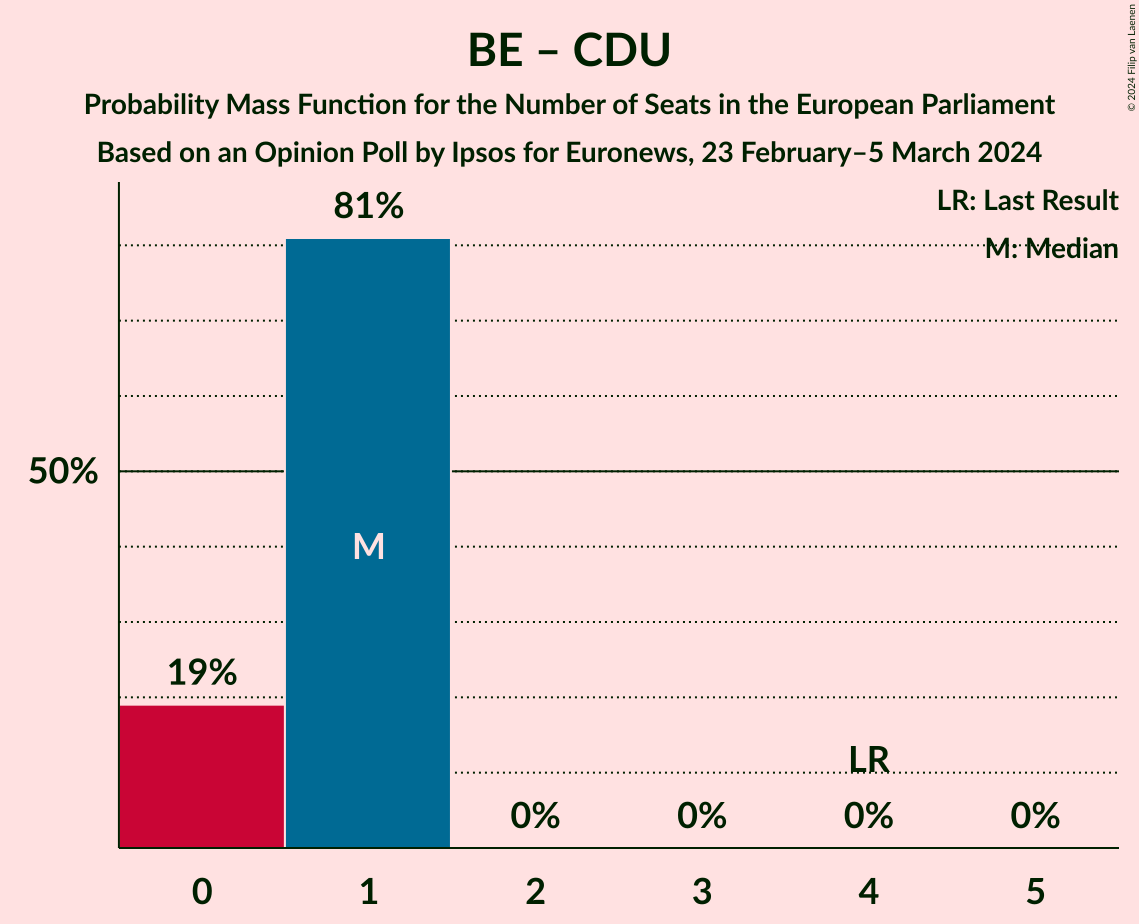 BE – CDU
Probability Mass Function for the Number of Seats in the European Parliament
Based on an Opinion Poll by Ipsos for Euronews, 23 February–5 March 2024
© 2024 Filip van Laenen
LR: Last Result
M: Median
81%
50%
M
19%
LR
0% 0% 0% 0%
0 1 2 3 4 5